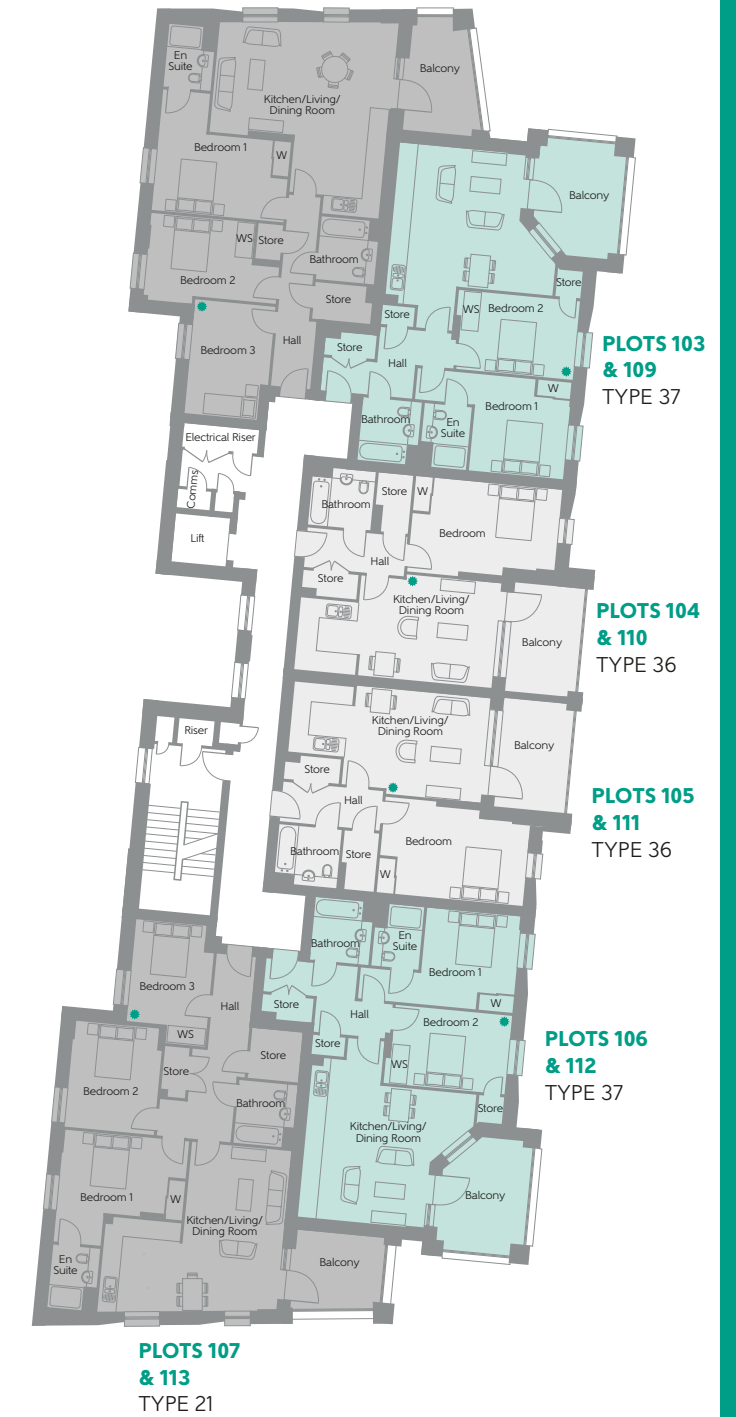 En
Suite
Kitchen/Living/
Dining Room
Balcony
Bedroom 1
W
WS
Store
Bathroom
Bedroom 2
Store
Hall
Bedroom 3
Balcony
Store
WS
Bedroom 2
Store
Store
Hall
W
Bedroom 1
Bathroom
En
Suite
PLOTS 103
& 109
TYPE 37
Electrical Riser
Comms
Lift
Store
W
Bathroom
Bedroom
Hall
Store
Kitchen/Living/
Dining Room
Balcony
PLOTS 104
& 110
TYPE 36
Riser
Kitchen/Living/
Dining Room
Balcony
Store
Hall
Bathroom
Store
W
Bedroom
PLOTS 105
& 111
TYPE 36
Bathroom
En
Suite
Bedroom 1
W
Store
Hall
Bedroom 2
Store
WS
Store
Kitchen/Living/
Dining Room
Balcony
PLOTS 106
& 112
TYPE 37
Bedroom 3
Hall
WS
Store
Store
Bedroom 2
Bathroom
Bedroom 1
W
Kitchen/Living/
Dining Room
En
Suite
Balcony
PLOTS 107
& 113
TYPE 21